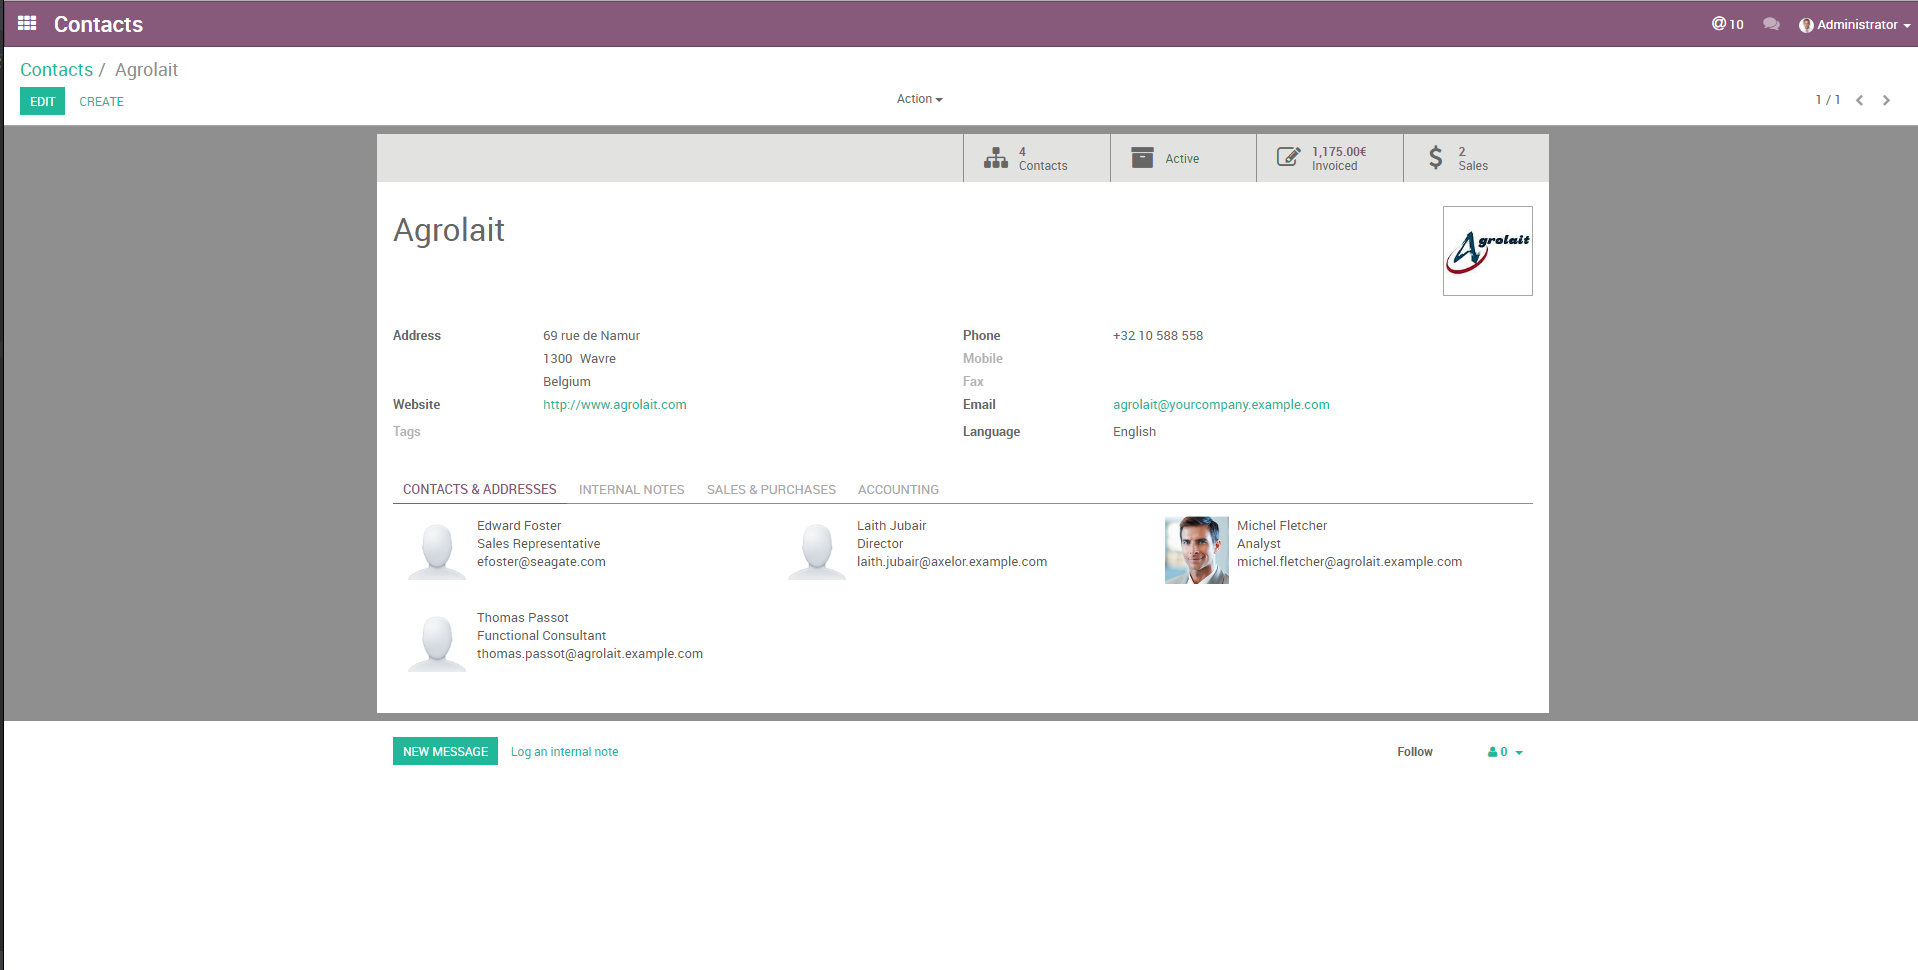 Contacts
@10
Administrator
Contacts / Agrolait
EDIT CREATE
Action
1 / 1
4
Contacts
Active
1,175.00€
Invoiced
2
Sales
Agrolait
Agrolait
Address 69 rue de Namur
1300 Wavre
Belgium
Website http://www.agrolait.com
Tags
Phone +32 10 588 558
Mobile
Fax
Email agrolait@yourcompany.example.com
Language English
CONTACTS & ADDRESSES INTERNAL NOTES SALES & PURCHASES ACCOUNTING
Edward Foster
Sales Representative
efoster@seagate.com
Laith Jubair
Director
laith.jubair@axelor.example.com
Michel Fletcher
Analyst
michel.fletcher@agrolait.example.com
Thomas Passot
Functional Consultant
thomas.passot@agrolait.example.com
NEW MESSAGE Log an internal note
Follow
0